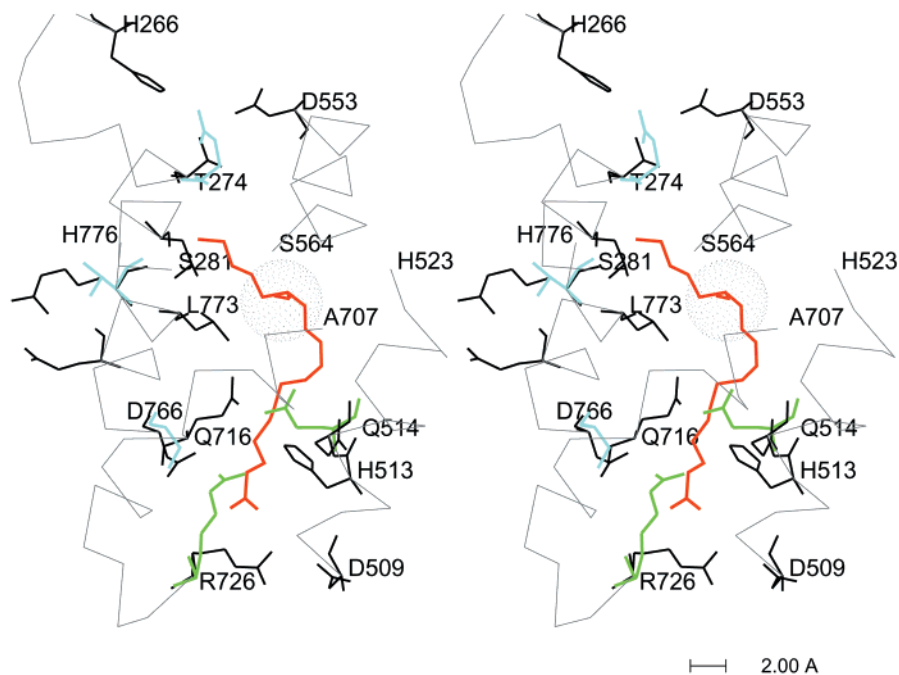 H266 H266
D553 D553
T274 T274
H776 S564 H776 S564
S281 H523 S281 H523
L773 A707 L773 A707
D766 Q716 Q514 D766 Q716 Q514
H513 H513
R726 D509 R726 D509
2.00 A